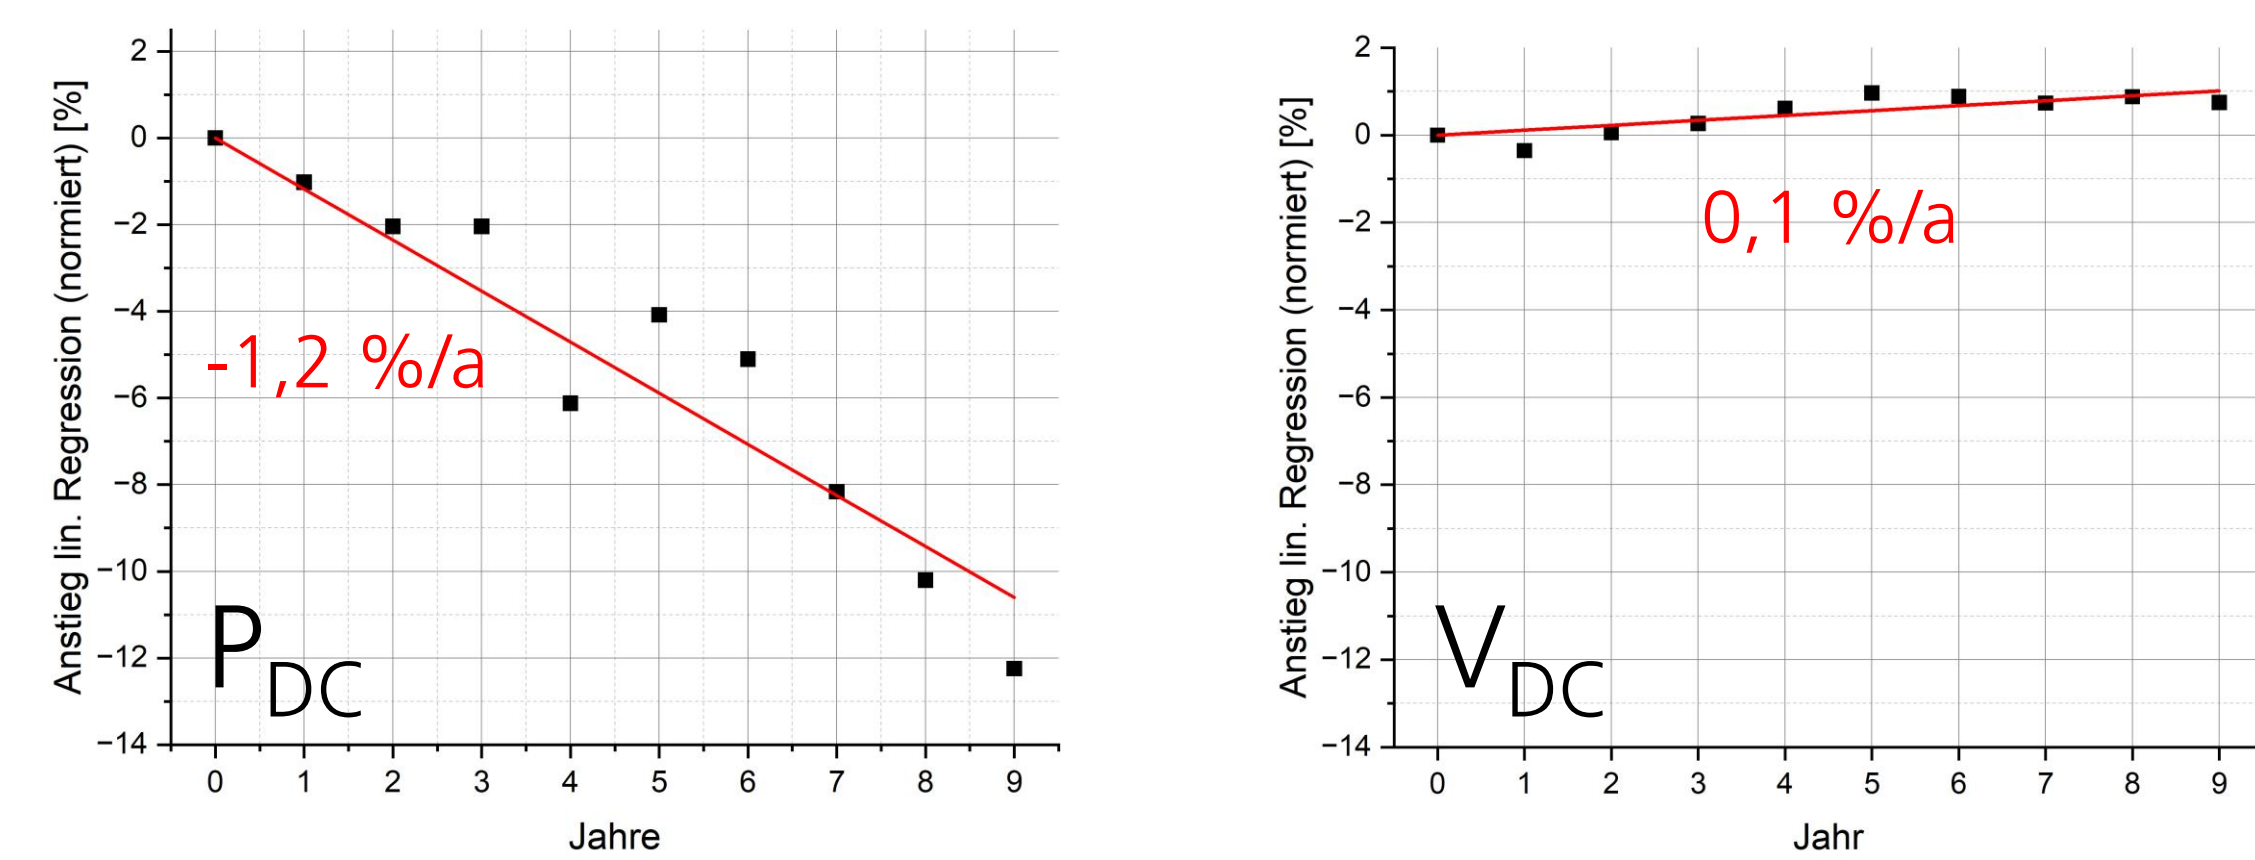 Anstieg lin. Regression (normiert) [%]
2
0
−2
−4
−6
−8
−10
−12
−14
-1,2 %/a
P_DC
0 1 2 3 4 5 6 7 8 9
Jahre
Anstieg lin. Regression (normiert) [%]
2
0
−2
−4
−6
−8
−10
−12
−14
0,1 %/a
V_DC
0 1 2 3 4 5 6 7 8 9
Jahr